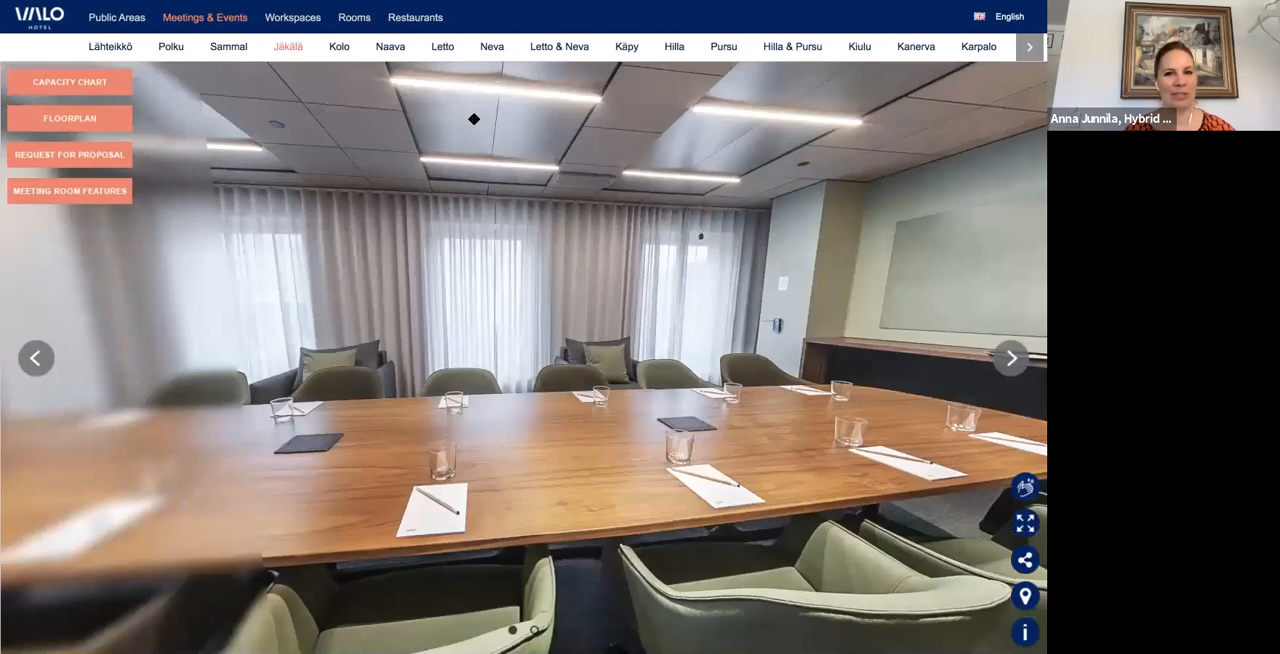 VALO
HOTEL
Public Areas Meetings & Events Workspaces Rooms Restaurants English
Lähteikkö Polku Sammal Jäkälä Kolo Naava Letto Neva Letto & Neva Käpy Hilla Pursu Hilla & Pursu Kiulu Kanerva Karpalo
CAPACITY CHART
FLOORPLAN
REQUEST FOR PROPOSAL
MEETING ROOM FEATURES
Anna Junnila, Hybrid ...